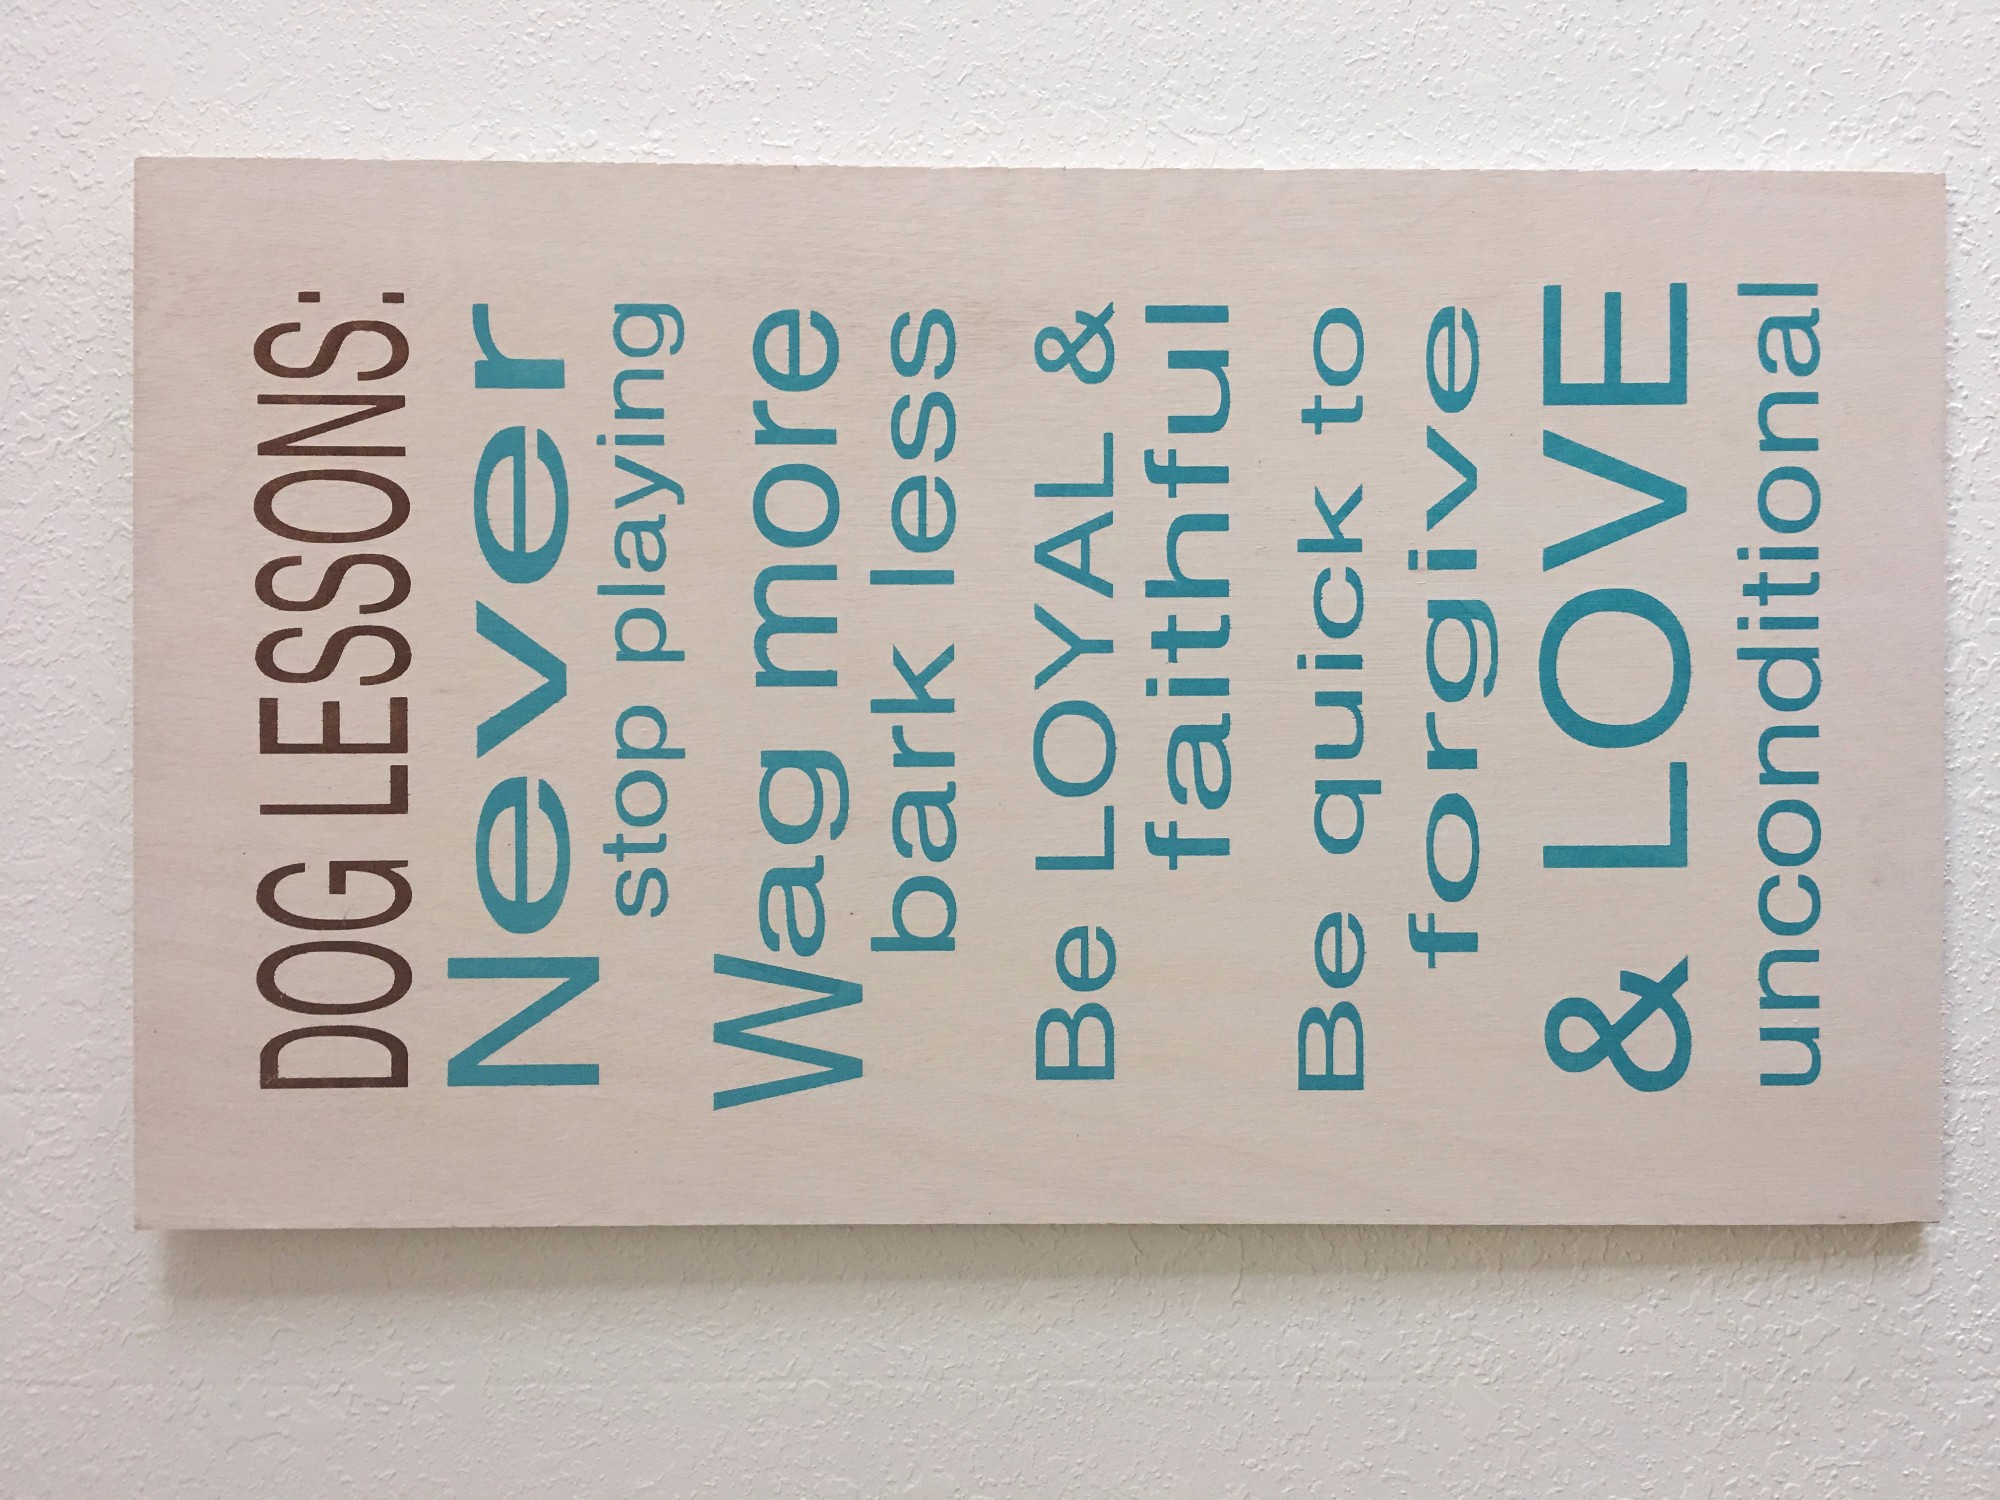 DOG LESSONS:
Never
stop playing
Wag more
bark less
Be LOYAL &
faithful
Be quick to
forgive
& LOVE
unconditional